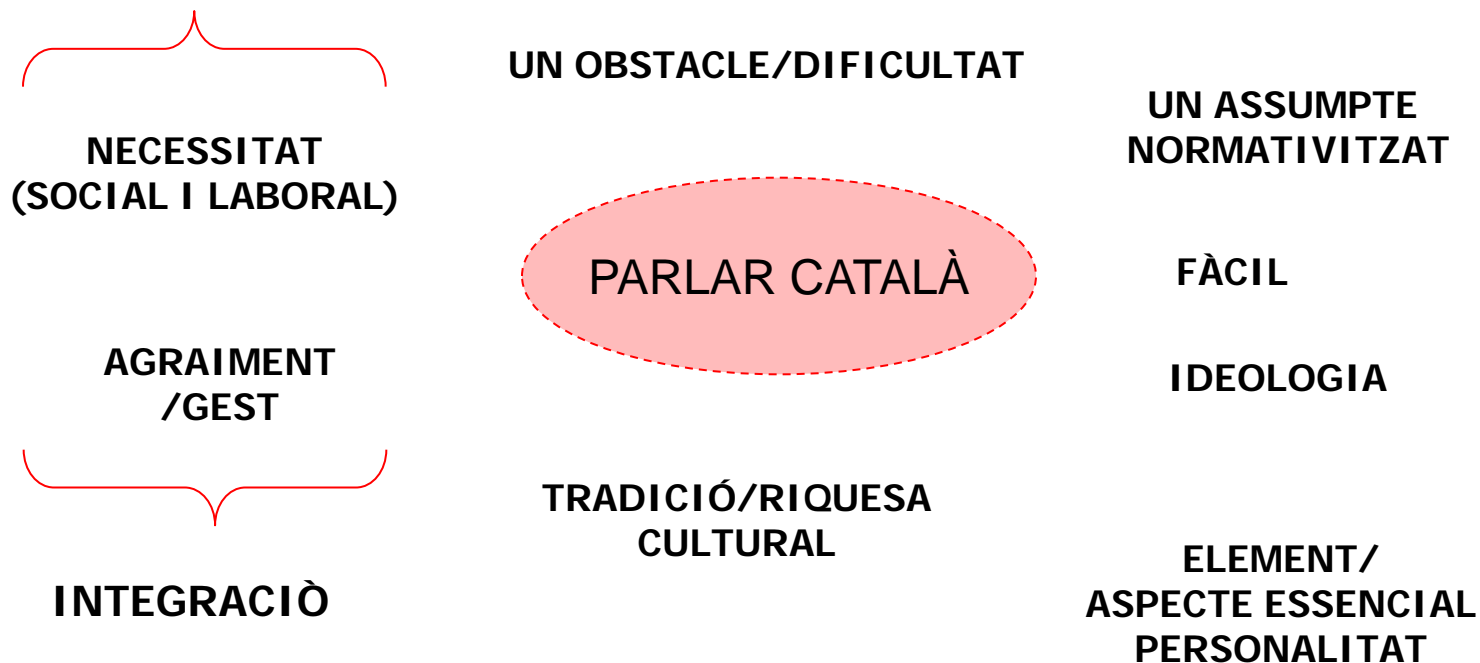 UN OBSTACLE/DIFICULTAT
UN ASSUMPTE
NORMATIVITZAT
NECESSITAT
(SOCIAL I LABORAL)
PARLAR CATALÀ
FÀCIL
AGRAIMENT
/GEST
IDEOLOGIA
TRADICIÓ/RIQUESA
CULTURAL
INTEGRACIÒ
ELEMENT/
ASPECTE ESSENCIAL
PERSONALITAT